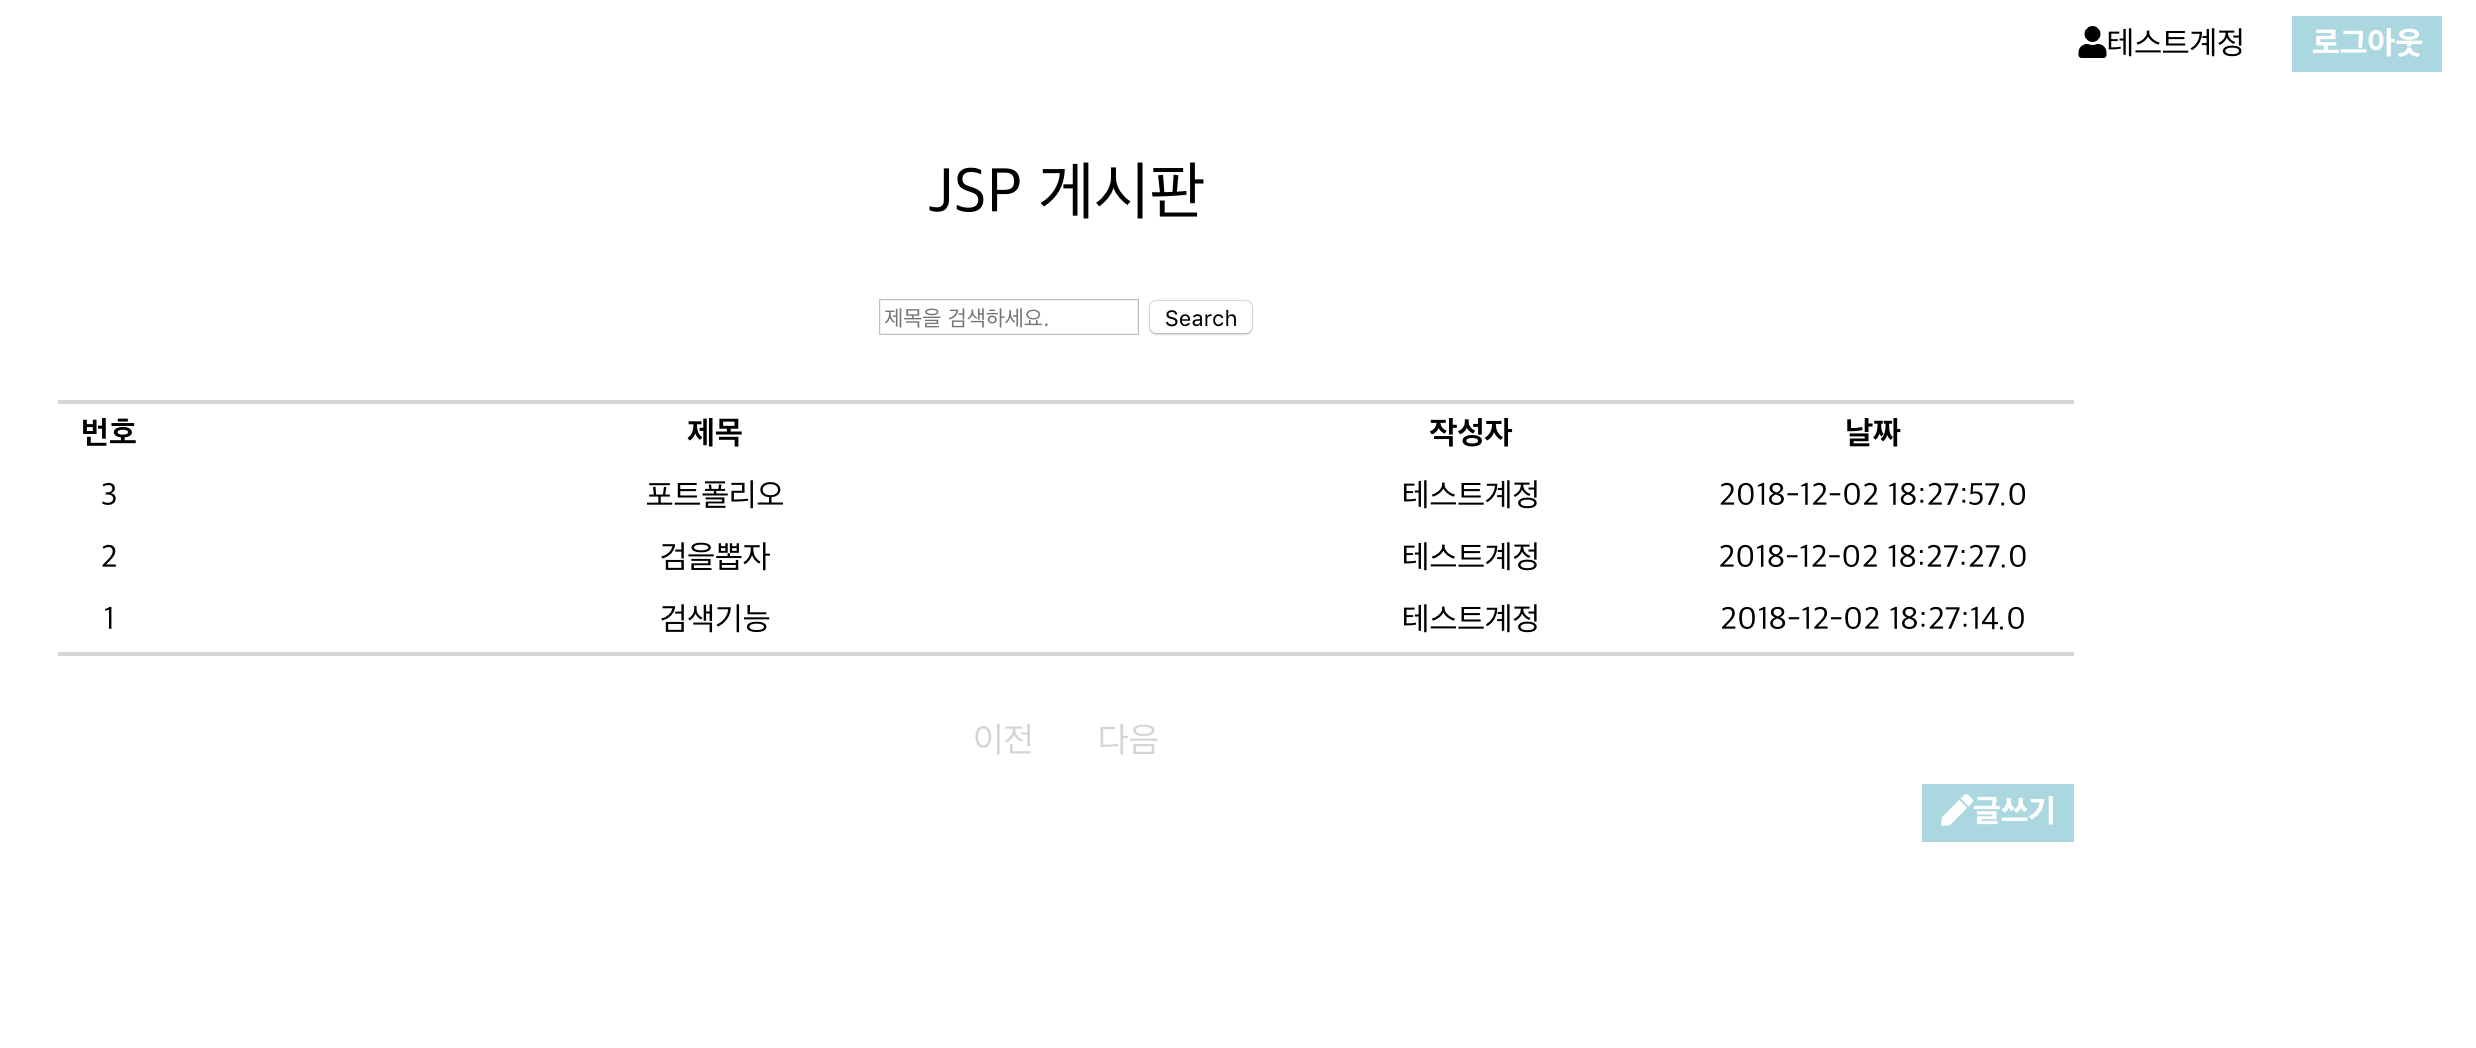 테스트계정 로그아웃
JSP 게시판
제목을 검색하세요. Search
번호 제목 작성자 날짜
3 포트폴리오 테스트계정 2018-12-02 18:27:57.0
2 검을뽑자 테스트계정 2018-12-02 18:27:27.0
1 검색기능 테스트계정 2018-12-02 18:27:14.0
이전 다음
글쓰기